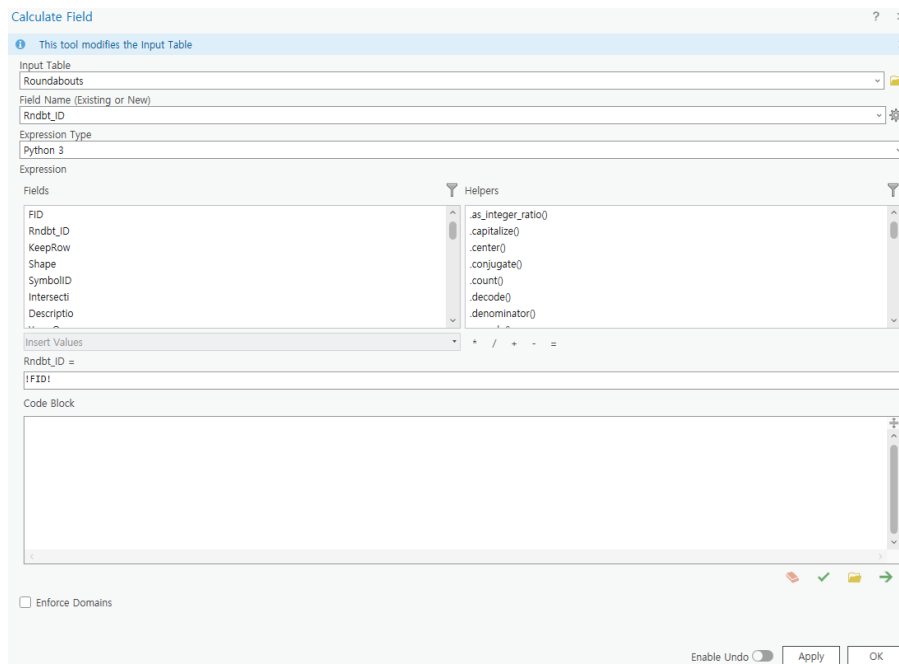 Calculate Field ?
This tool modifies the Input Table
Input Table
Roundabouts
Field Name (Existing or New)
Rndbt_ID
Expression Type
Python 3
Expression
Fields
Helpers
FID
Rndbt_ID
KeepRow
Shape
SymbolID
Intersecti
Descriptio
.as_integer_ratio()
.capitalize()
.center()
.conjugate()
.count()
.decode()
.denominator()
Insert Values
* / + - =
Rndbt_ID =
!FID!
Code Block
Enforce Domains
Enable Undo
Apply
OK